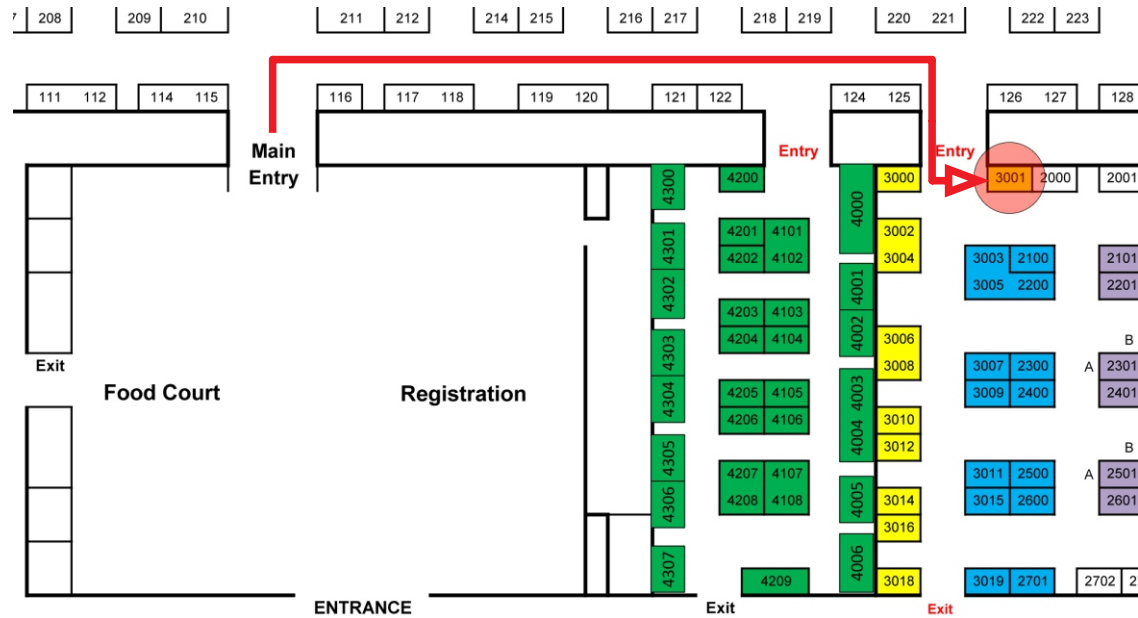 7 208 209 210 211 212 214 215 216 217 218 219 220 221 222 223
111 112 114 115 116 117 118 119 120 121 122 124 125 126 127 128
Main Entry
Entry
Entry
4300 4200 4000 3000 3001 2000 2001
4301 4201 4101 3002
4202 4102 3004 3003 2100 2101
4302 4001 3005 2200 2201
4203 4103 4002
4303 4204 4104 3006 B
Exit 3008 3007 2300 A 2301
Food Court Registration
4304 4205 4105 4003 3009 2400 2401
4206 4106 4004 3010
3012 B
4305 4207 4107 3011 2500 A 2501
4306 4208 4108 4005 3014 3015 2600 2601
3016
4307 4209 4006 3018 3019 2701 2702 2
ENTRANCE Exit Exit